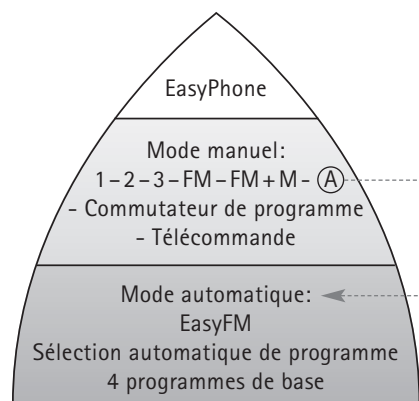 EasyPhone
Mode manuel:
1–2–3–FM–FM+M- Ⓐ
- Commutateur de programme
- Télécommande
Mode automatique:
EasyFM
Sélection automatique de programme
4 programmes de base